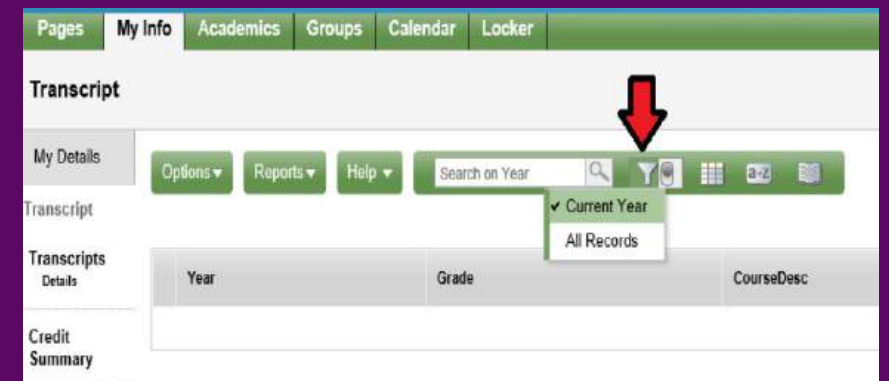 Pages My Info Academics Groups Calendar Locker
Transcript
My Details
Options Reports Help Search on Year a-z
Transcript
✔ Current Year
All Records
Transcripts
Details
Year Grade CourseDesc
Credit
Summary